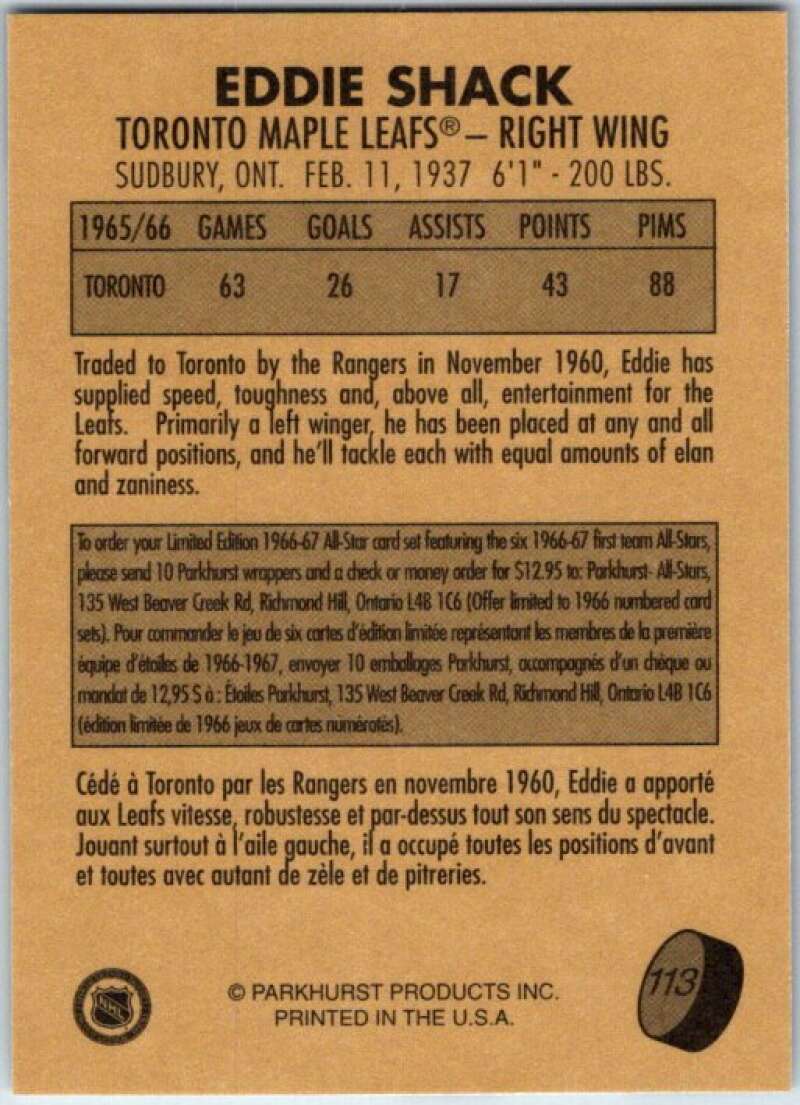 EDDIE SHACK
TORONTO MAPLE LEAFS® – RIGHT WING
SUDBURY, ONT. FEB. 11, 1937 6'1" - 200 LBS.
1965/66 GAMES GOALS ASSISTS POINTS PIMS
TORONTO 63 26 17 43 88
Traded to Toronto by the Rangers in November 1960, Eddie has
supplied speed, toughness and, above all, entertainment for the
Leafs. Primarily a left winger, he has been placed at any and all
forward positions, and he'll tackle each with equal amounts of elan
and zaniness.
To order your Limited Edition 1966-67 All-Star card set featuring the six 1966-67 first team All-Stars,
please send 10 Parkhurst wrappers and a check or money order for $12.95 to: Parkhurst- All-Stars,
135 West Beaver Creek Rd, Richmond Hill, Ontario L4B 1C6 (Offer limited to 1966 numbered card
sets). Pour commander le jeu de six cartes d'édition limitée représentant les membres de la première
équipe d'étoiles de 1966-1967, envoyer 10 emballages Parkhurst, accompagnés d'un chèque ou
mandat de 12,95 $ à : Étoiles Parkhurst, 135 West Beaver Creek Rd, Richmond Hill, Ontario L4B 1C6
(édition limitée de 1966 jeux de cartes numérotés).
Cédé à Toronto par les Rangers en novembre 1960, Eddie a apporté
aux Leafs vitesse, robustesse et par-dessus tout son sens du spectacle.
Jouant surtout à l'aile gauche, il a occupé toutes les positions d'avant
et toutes avec autant de zèle et de pitreries.
NHL
© PARKHURST PRODUCTS INC.
PRINTED IN THE U.S.A.
113